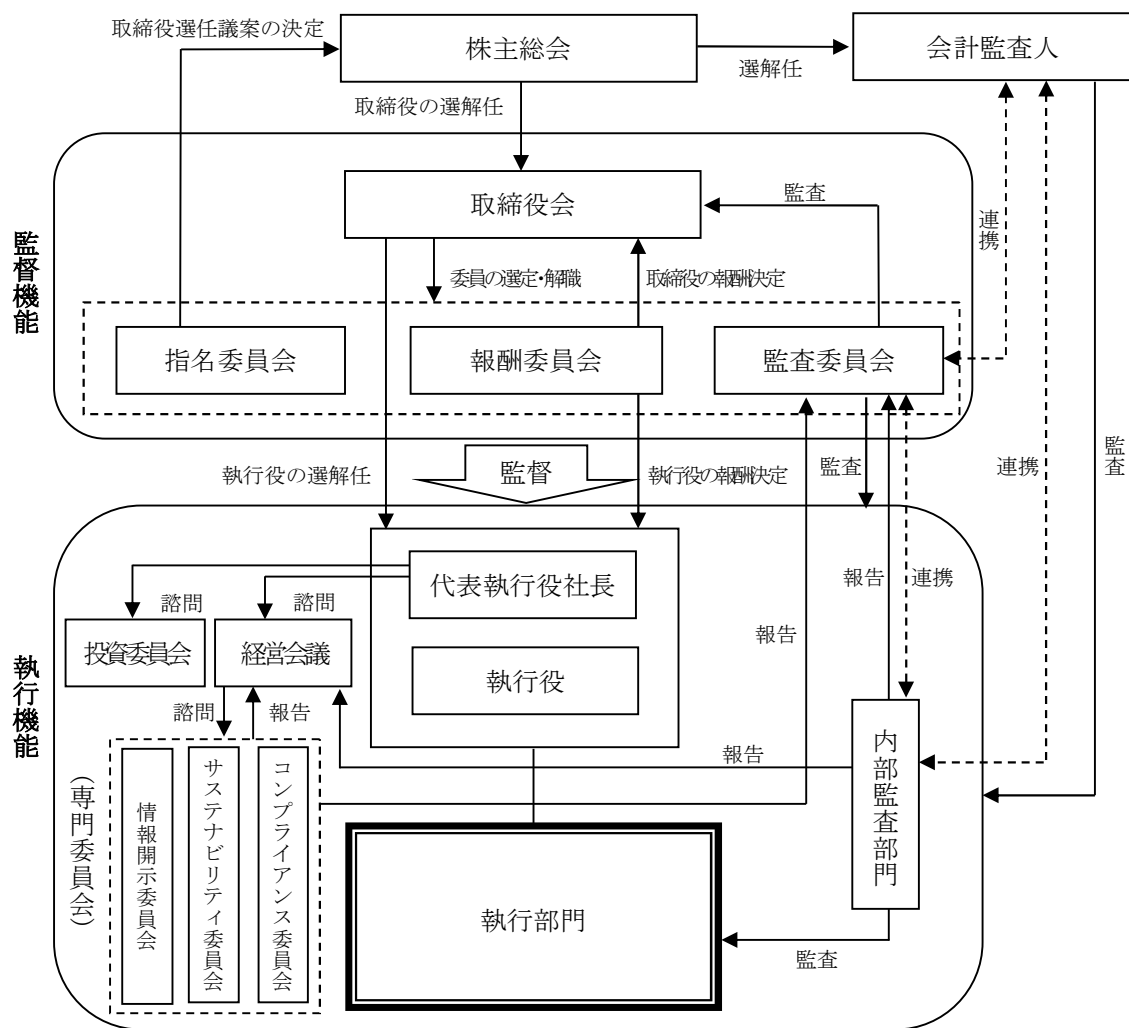 取締役選任議案の決定
株主総会
会計監査人
選解任
取締役の選解任
取締役会
監査
連携
監督機能
委員の選定・解職
取締役の報酬決定
指名委員会
報酬委員会
監査委員会
執行役の選解任
監督
執行役の報酬決定
監査
連携
監査
代表執行役社長
報告
連携
諮問
諮問
報告
投資委員会
経営会議
執行役
執行機能
諮問
報告
報告
内部監査部門
(専門委員会)
情報開示委員会
サステナビリティ委員会
コンプライアンス委員会
執行部門
監査